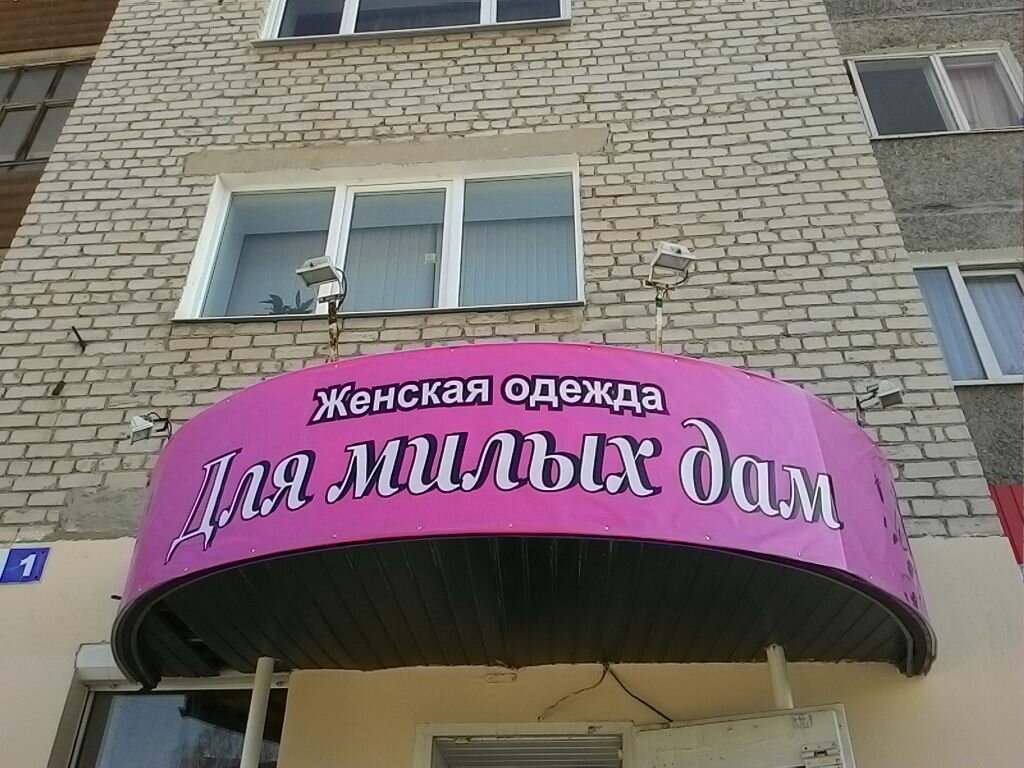 Женская одежда
Для милых дам
1